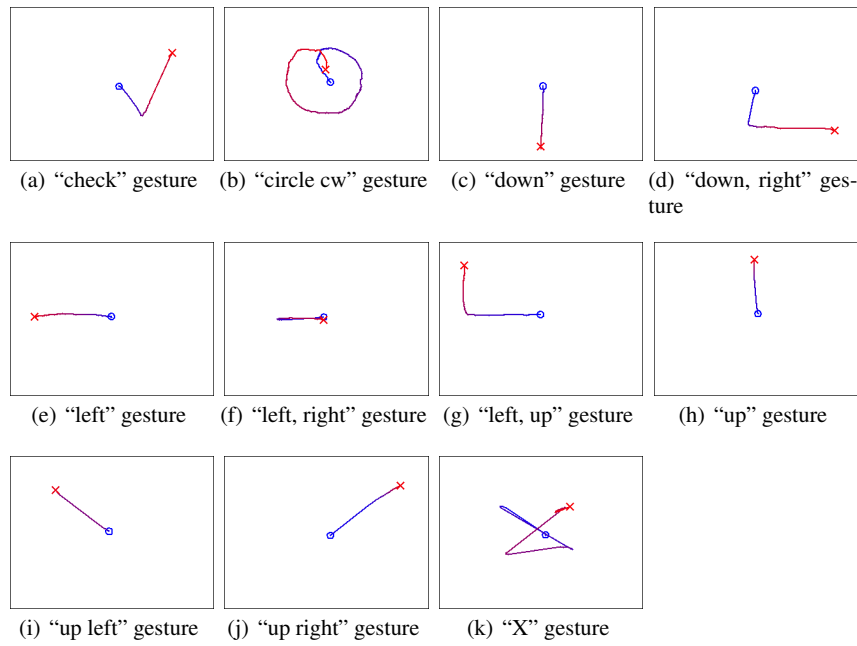 (a) “check” gesture
(b) “circle cw” gesture
(c) “down” gesture
(d) “down, right” ges-
ture
(e) “left” gesture
(f) “left, right” gesture
(g) “left, up” gesture
(h) “up” gesture
(i) “up left” gesture
(j) “up right” gesture
(k) “X” gesture